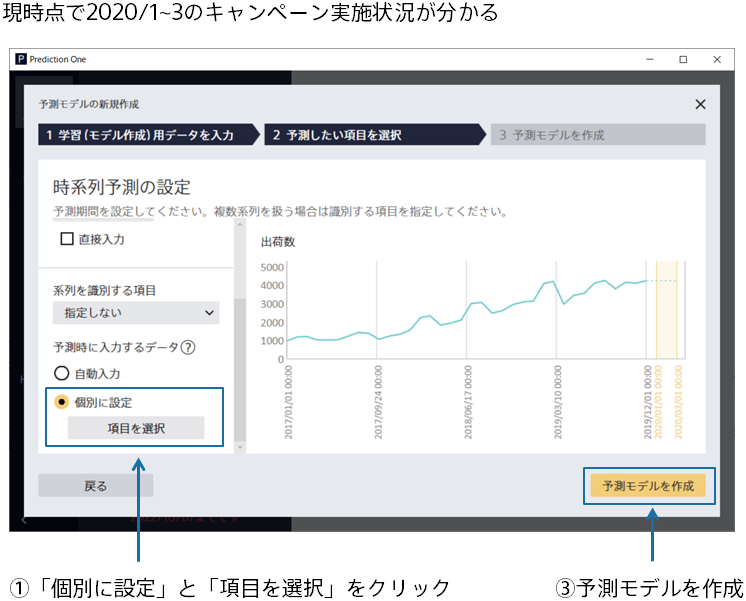 現時点で2020/1~3のキャンペーン実施状況が分かる
P Prediction One
予測モデルの新規作成
1 学習(モデル作成)用データを入力
2 予測したい項目を選択
3 予測モデルを作成
時系列予測の設定
予測期間を設定してください。複数系列を扱う場合は識別する項目を指定してください。
直接入力
系列を識別する項目
指定しない
予測時に入力するデータ ?
自動入力
個別に設定
項目を選択
出荷数
5000
4000
3000
2000
1000
0
2017/01/01 00:00
2017/09/24 00:00
2018/06/17 00:00
2019/03/10 00:00
2019/12/01 00:00
2020/01/01 00:00
2020/03/01 00:00
戻る
予測モデルを作成
①「個別に設定」と「項目を選択」をクリック
③予測モデルを作成